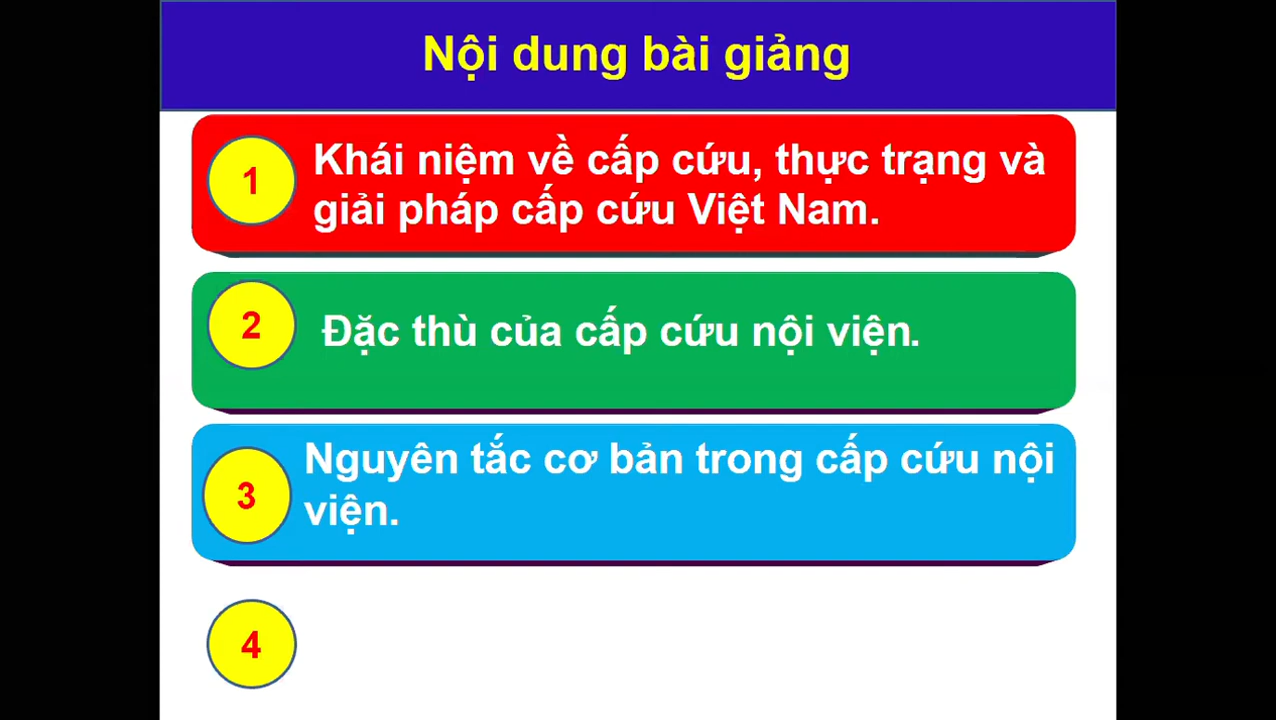 Nội dung bài giảng
1
Khái niệm về cấp cứu, thực trạng và
giải pháp cấp cứu Việt Nam.
2
Đặc thù của cấp cứu nội viện.
3
Nguyên tắc cơ bản trong cấp cứu nội
viện.
4